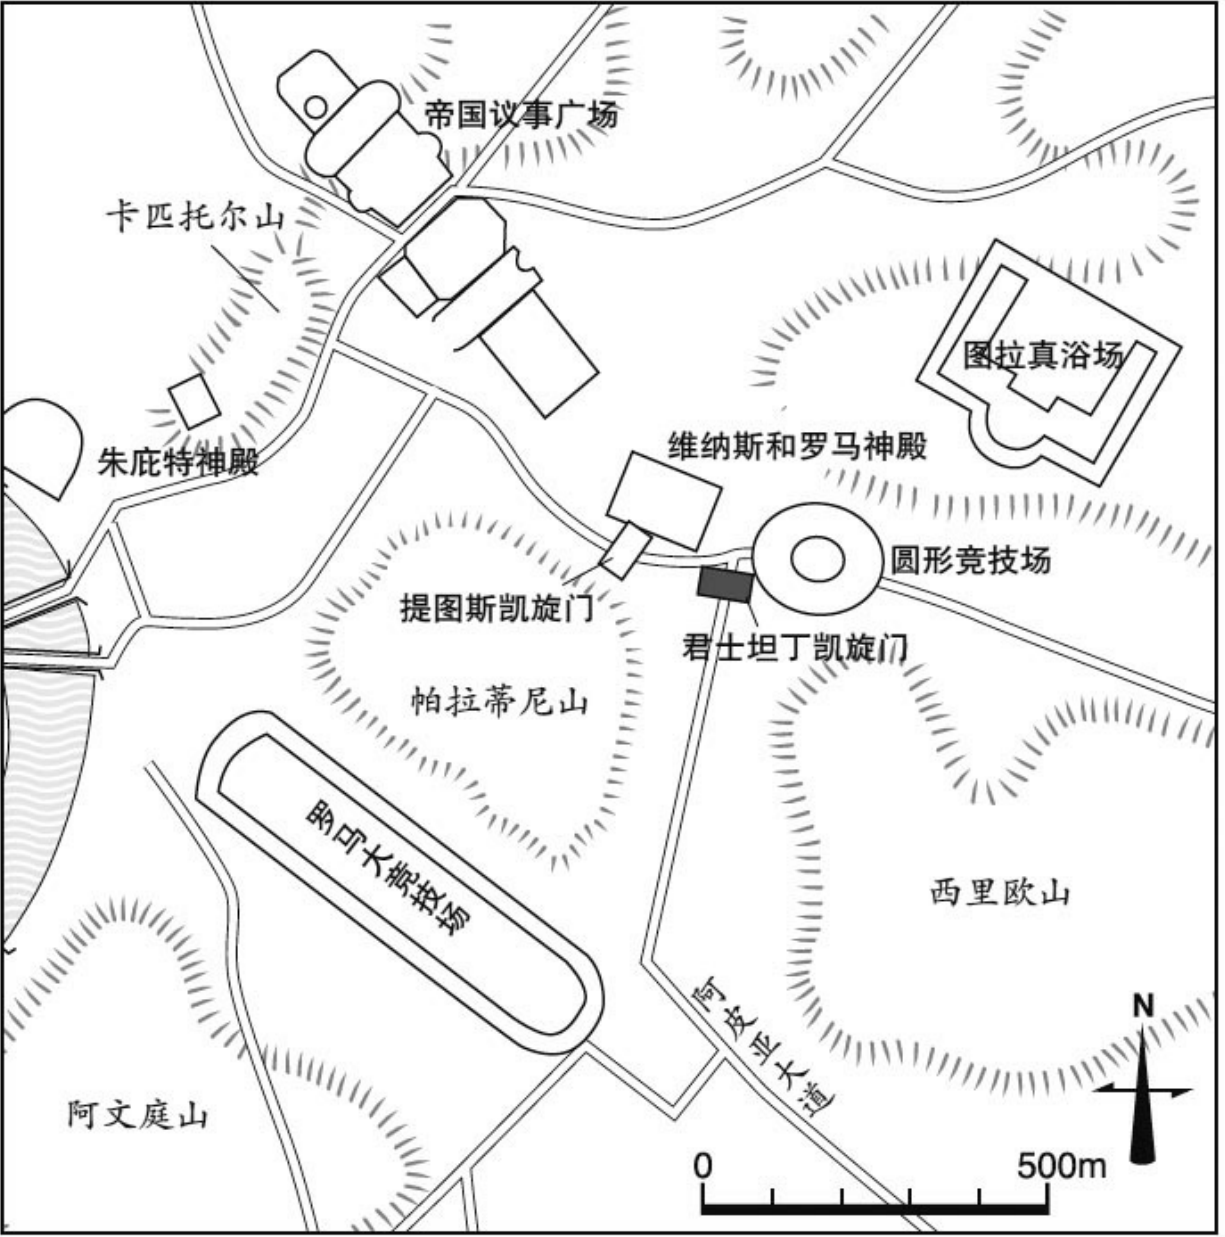 帝国议事广场
卡匹托尔山
图拉真浴场
维纳斯和罗马神殿
朱庇特神殿
圆形竞技场
提图斯凯旋门
君士坦丁凯旋门
帕拉蒂尼山
罗马大竞技场
西里欧山
阿皮亚大道
N
阿文庭山
0 500m